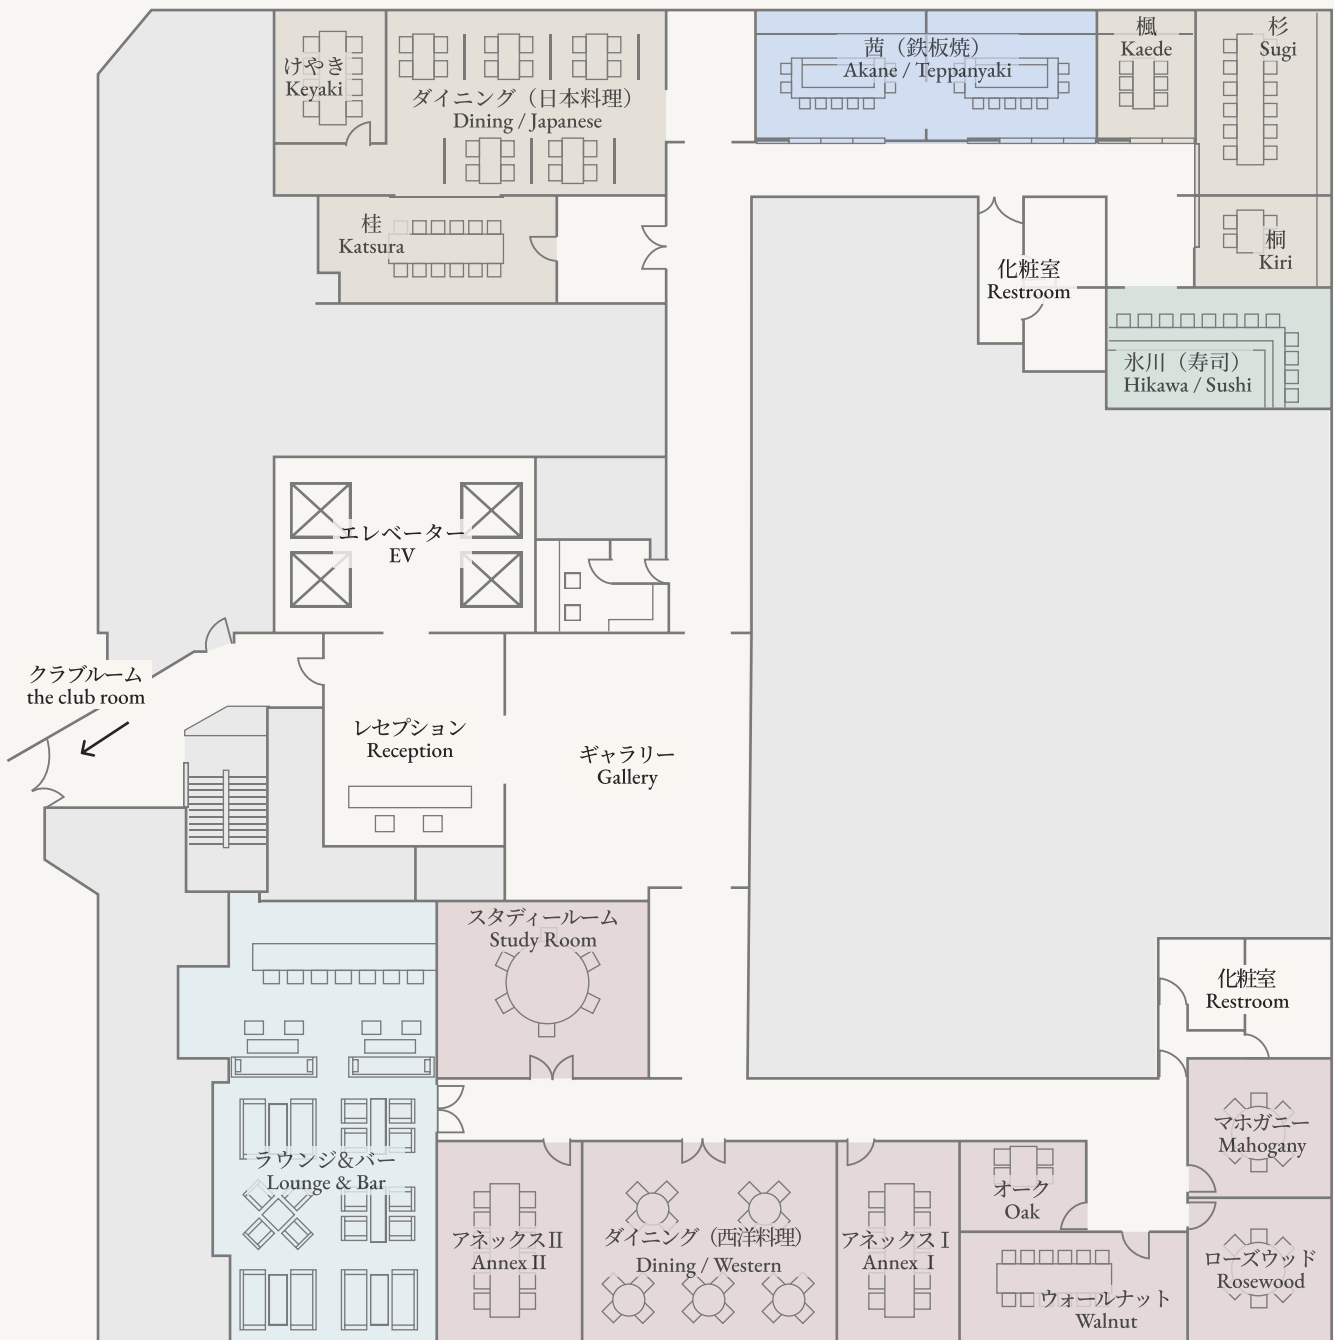 けやき
Keyaki
ダイニング（日本料理）
Dining / Japanese
茜（鉄板焼）
Akane / Teppanyaki
楓
Kaede
杉
Sugi
桂
Katsura
桐
Kiri
化粧室
Restroom
氷川（寿司）
Hikawa / Sushi
エレベーター
EV
クラブルーム
the club room
レセプション
Reception
ギャラリー
Gallery
スタディールーム
Study Room
化粧室
Restroom
ラウンジ&バー
Lounge & Bar
マホガニー
Mahogany
オーク
Oak
アネックスⅡ
Annex II
ダイニング（西洋料理）
Dining / Western
アネックスⅠ
Annex I
ローズウッド
Rosewood
ウォールナット
Walnut